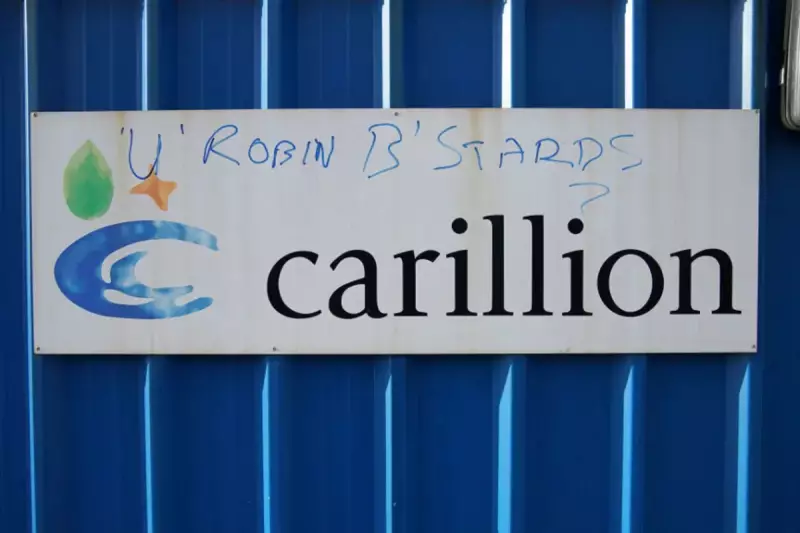 'U' ROBIN B'STARDS
?
carillion